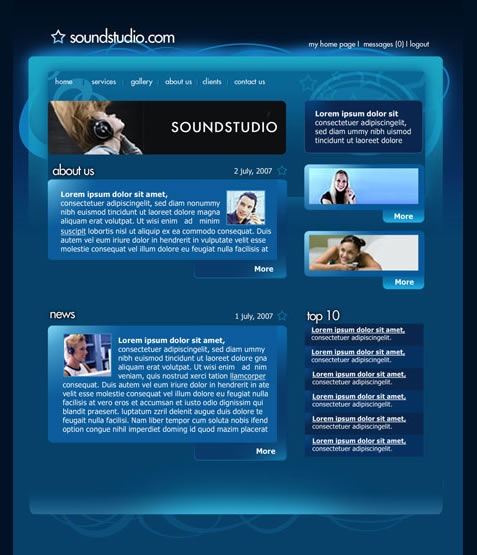 soundstudio.com
my home page | messages (0) | logout
home services gallery about us clients contact us
SOUNDSTUDIO
Lorem ipsum dolor sit
consectetuer adipiscingelit,
sed diam nonummy nibh euismod
tincidunt ut laoreet dolore
about us
2 july, 2007
Lorem ipsum dolor sit amet,
consectetuer adipiscingelit, sed diam nonummy
nibh euismod tincidunt ut laoreet dolore magna
aliquam erat volutpat. Ut wisi enim ad minim
suscipit lobortis nisl ut aliquip ex ea commodo consequat. Duis
autem vel eum iriure dolor in hendrerit in vulputate velit esse
molestie consequat vel illum dolore eu feugiat nulla facilisis at
More
More
More
news
1 july, 2007
Lorem ipsum dolor sit amet,
consectetuer adipiscingelit, sed diam ummy
nibh euismod tincidunt ut laoreet dolore gna
aliquam erat volutpat. Ut wisi enim ad nim
veniam, quis nostrud exerci tation llamcorper
consequat. Duis autem vel eum iriure dolor in hendrerit in ate
velit esse molestie consequat vel illum dolore eu feugiat nulla
facilisis at vero eros et accumsan et iusto odio dignissim qui
blandit praesent. luptatum zzril delenit augue duis dolore te
feugait nulla facilisi. Nam liber tempor cum soluta nobis ifend
option congue nihil imperdiet doming id quod mazim placerat
More
top 10
Lorem ipsum dolor sit amet,
consectetuer adipiscingelit.
Lorem ipsum dolor sit amet,
consectetuer adipiscingelit.
Lorem ipsum dolor sit amet,
consectetuer adipiscingelit.
Lorem ipsum dolor sit amet,
consectetuer adipiscingelit.
Lorem ipsum dolor sit amet,
consectetuer adipiscingelit.
Lorem ipsum dolor sit amet,
consectetuer adipiscingelit.